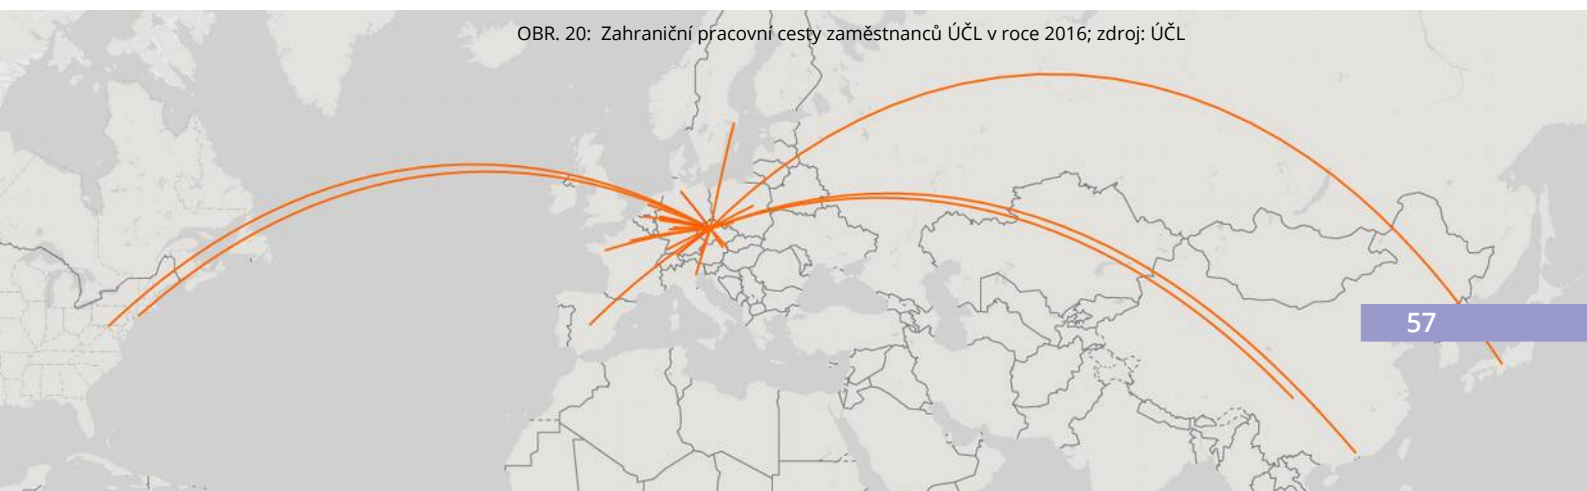 OBR. 20: Zahraniční pracovní cesty zaměstnanců ÚČL v roce 2016; zdroj: ÚČL
57